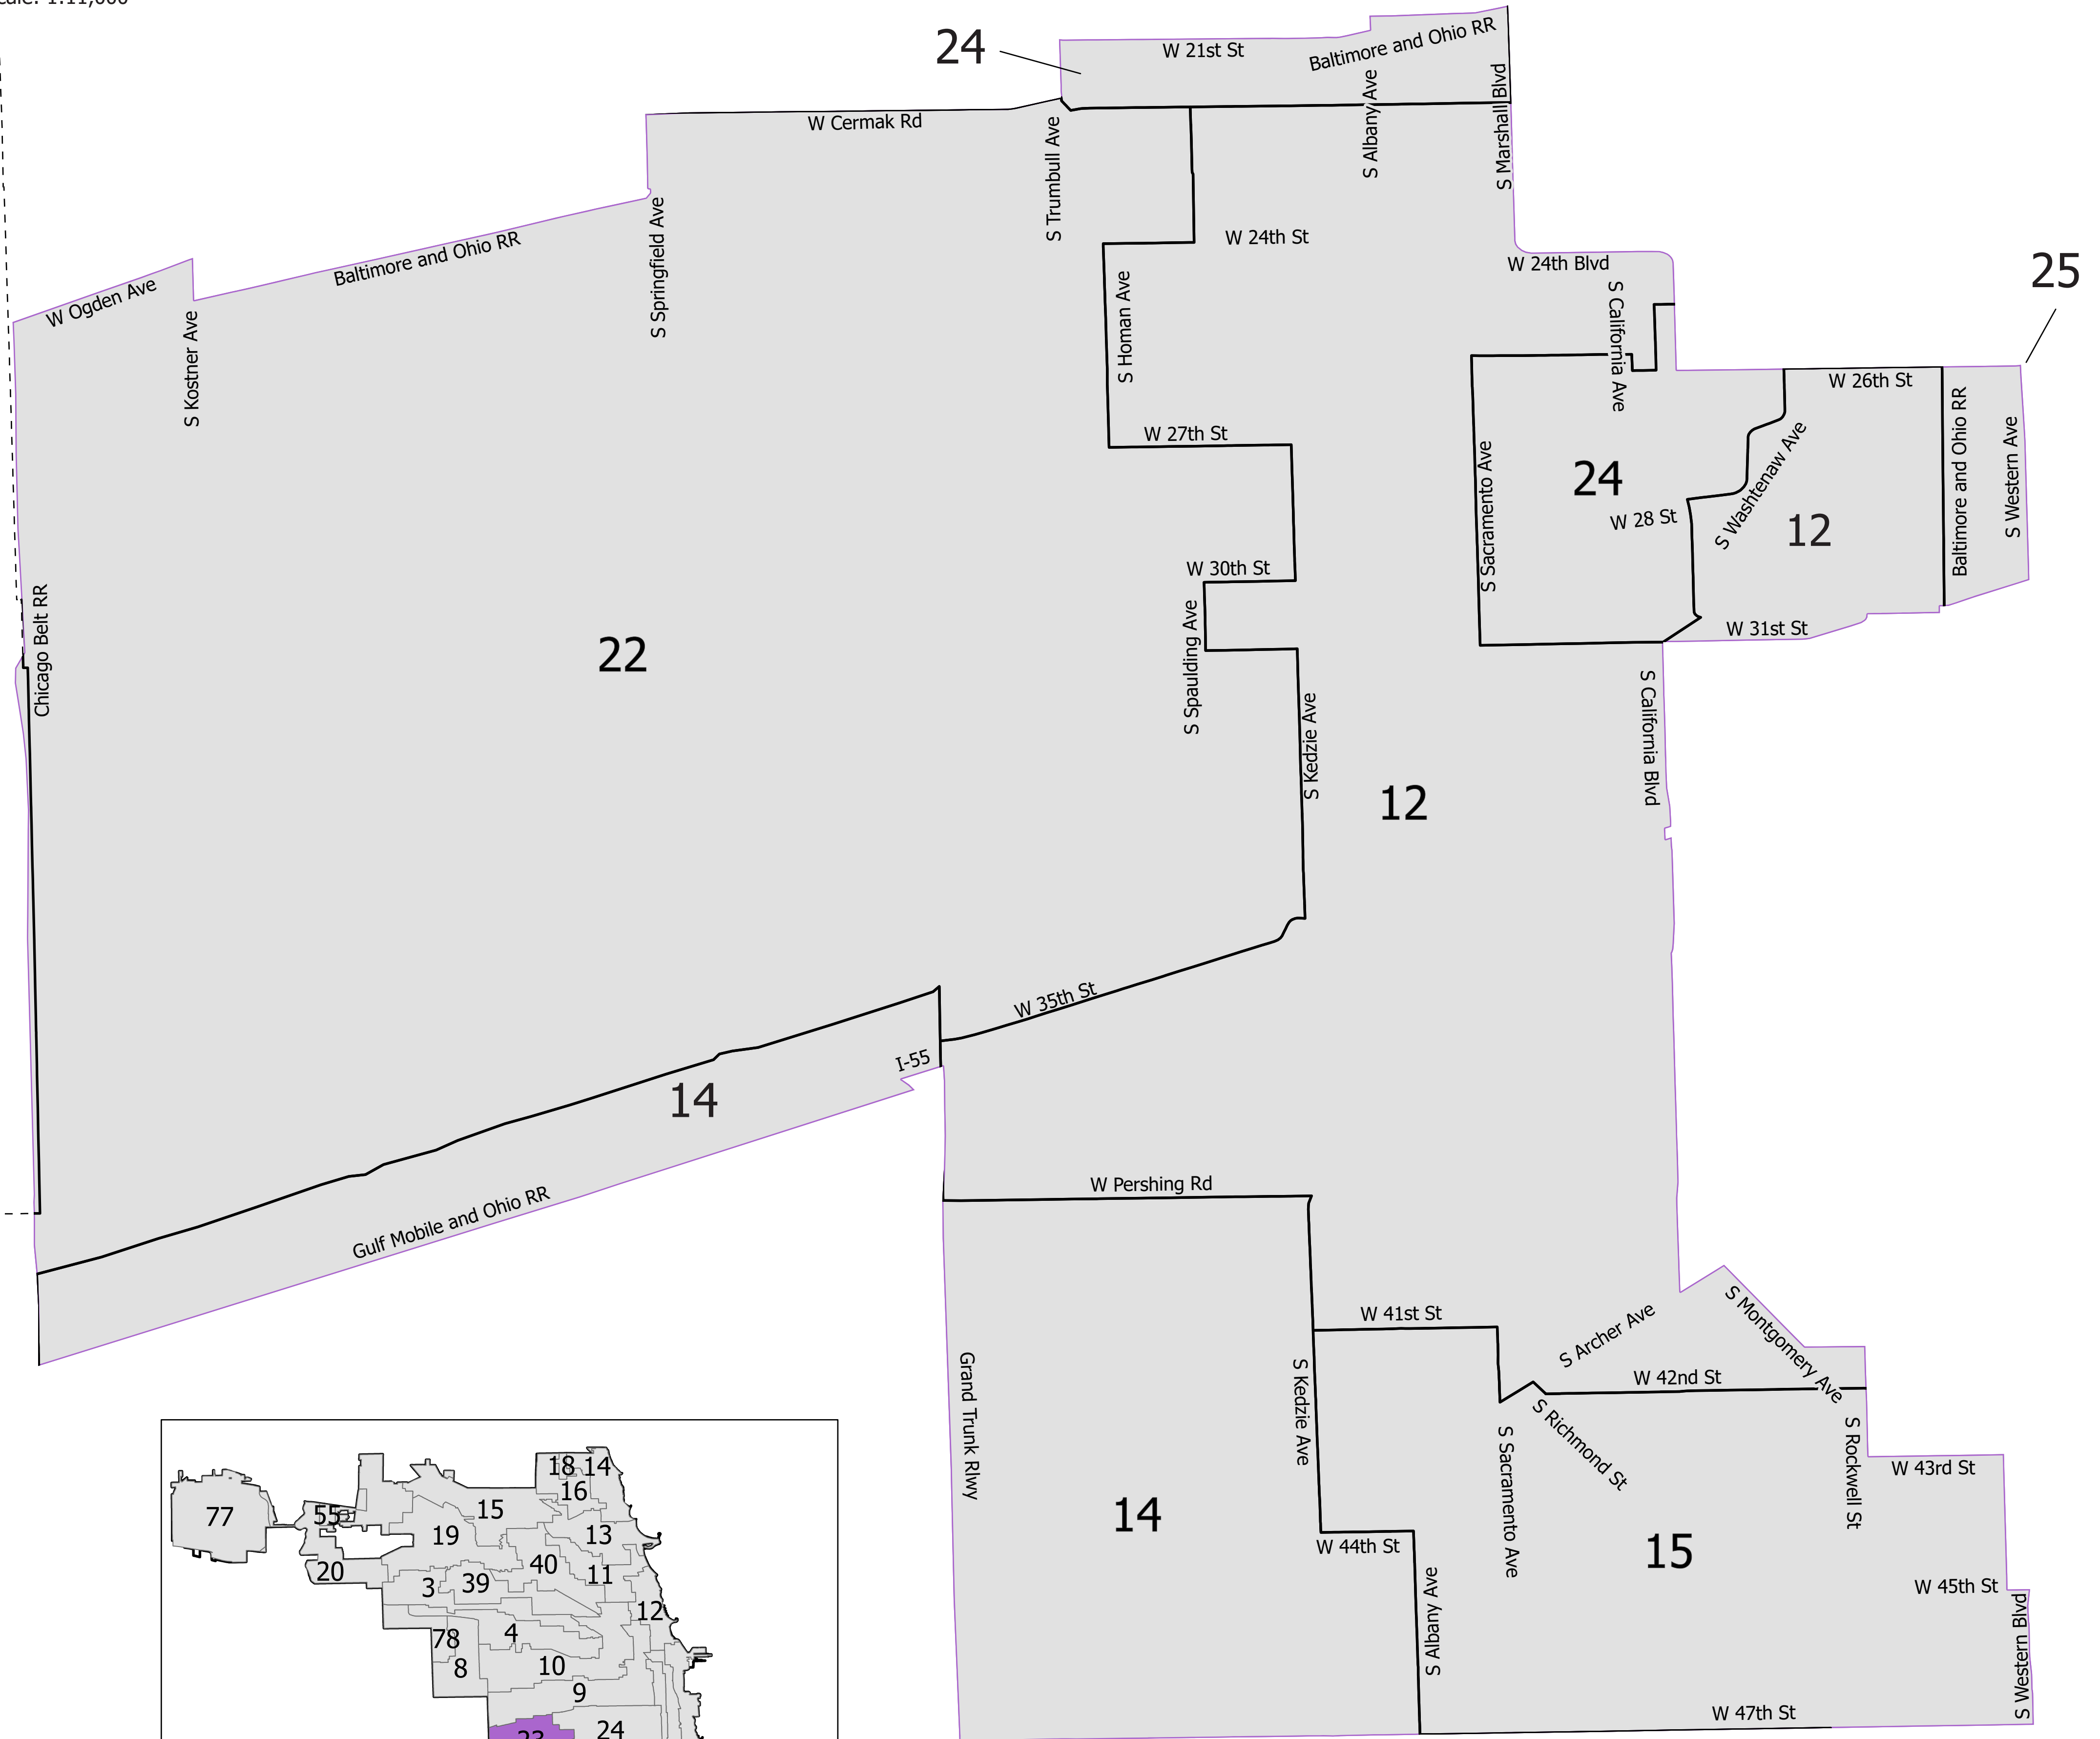 24
W 21st St
Baltimore and Ohio RR
W Cermak Rd
S Trumbull Ave
S Albany Ave
S Marshall Blvd
W Ogden Ave
Baltimore and Ohio RR
S Springfield Ave
S Kostner Ave
W 24th St
W 24th Blvd
25
S Homan Ave
S California Ave
W 26th St
W 27th St
S Sacramento Ave
24
W 28 St
S Washtenaw Ave
12
Baltimore and Ohio RR
S Western Ave
W 30th St
S Spaulding Ave
W 31st St
Chicago Belt RR
22
S Kedzie Ave
12
S California Blvd
W 35th St
I-55
14
Gulf Mobile and Ohio RR
W Pershing Rd
W 41st St
S Archer Ave
S Montgomery Ave
W 42nd St
Grand Trunk Rlwy
S Kedzie Ave
S Sacramento Ave
S Richmond St
S Rockwell St
W 43rd St
14
W 44th St
15
S Albany Ave
W 45th St
S Western Blvd
W 47th St
77
55
18
14
16
15
19
13
20
3
39
40
11
12
78
4
8
10
9
24